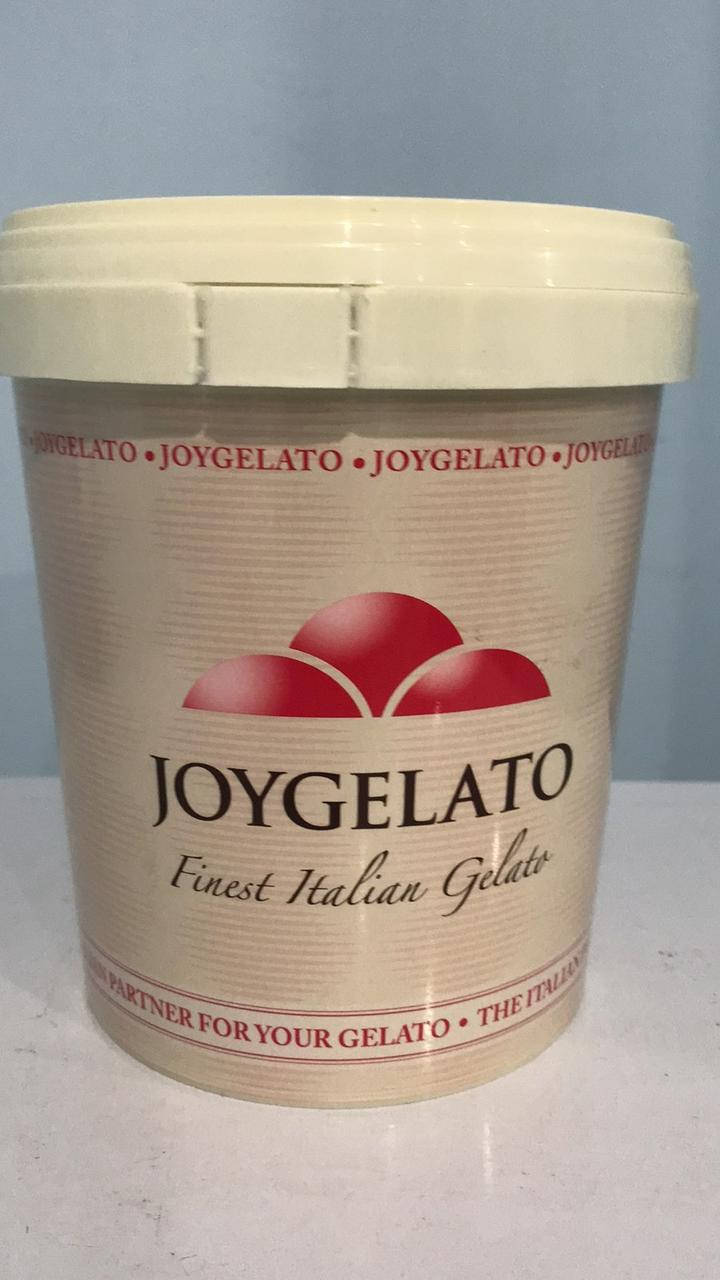 JOYGELATO • JOYGELATO • JOYGELATO • JOYGELATO
JOYGELATO
Finest Italian Gelato
PARTNER FOR YOUR GELATO • THE ITALIAN